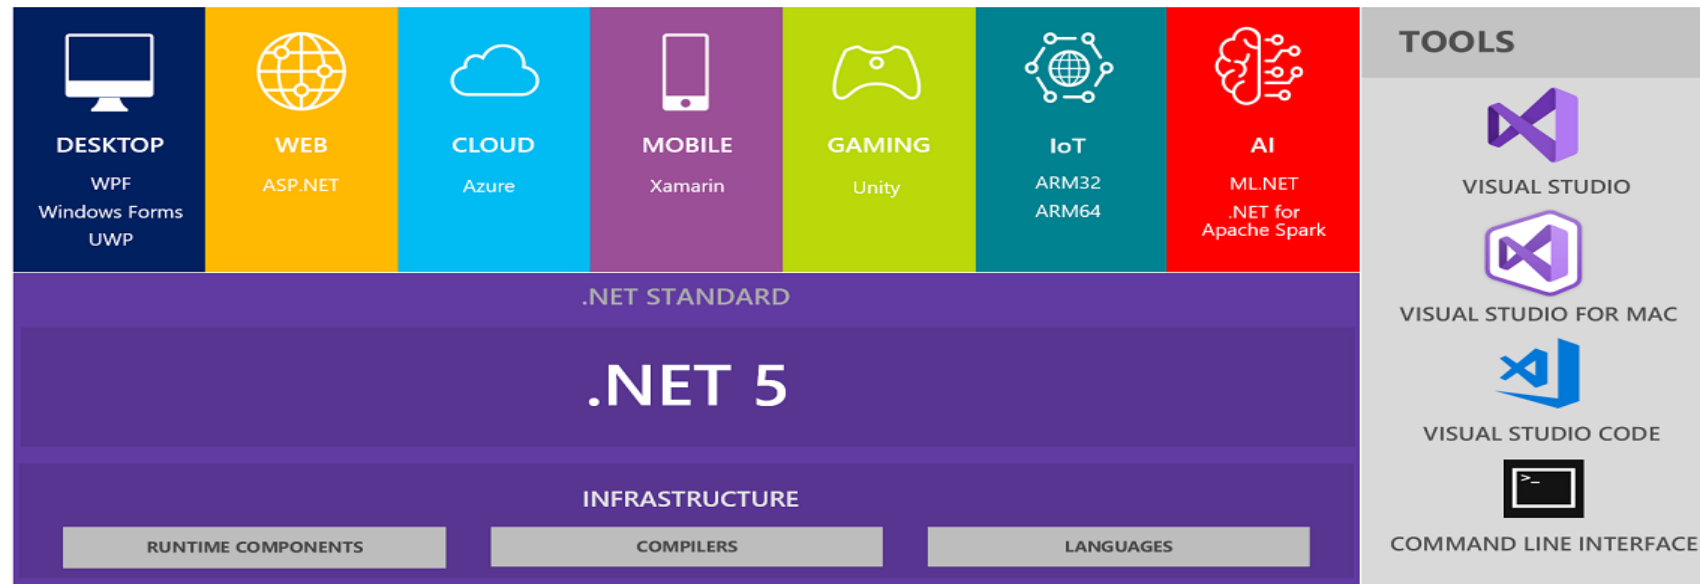 DESKTOP
WPF
Windows Forms
UWP
WEB
ASP.NET
CLOUD
Azure
MOBILE
Xamarin
GAMING
Unity
IoT
ARM32
ARM64
AI
ML.NET
.NET for
Apache Spark
.NET STANDARD
.NET 5
INFRASTRUCTURE
RUNTIME COMPONENTS
COMPILERS
LANGUAGES
TOOLS
VISUAL STUDIO
VISUAL STUDIO FOR MAC
VISUAL STUDIO CODE
>_
COMMAND LINE INTERFACE